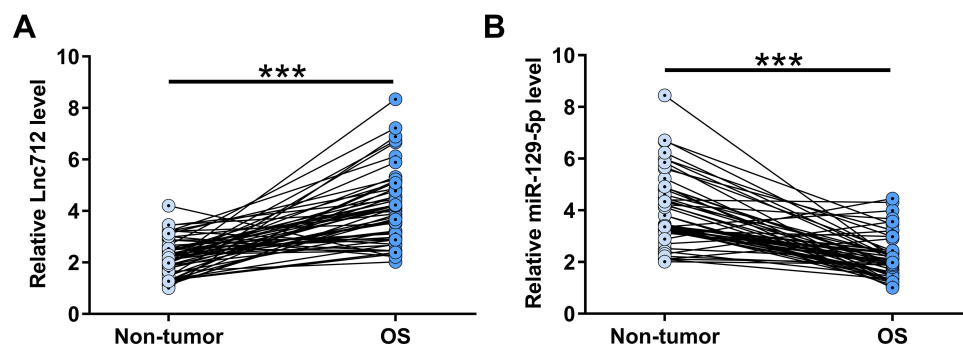 A
Relative Lnc712 level
10
8
6
4
2
0
***
Non-tumor
OS
B
Relative miR-129-5p level
10
8
6
4
2
0
***
Non-tumor
OS